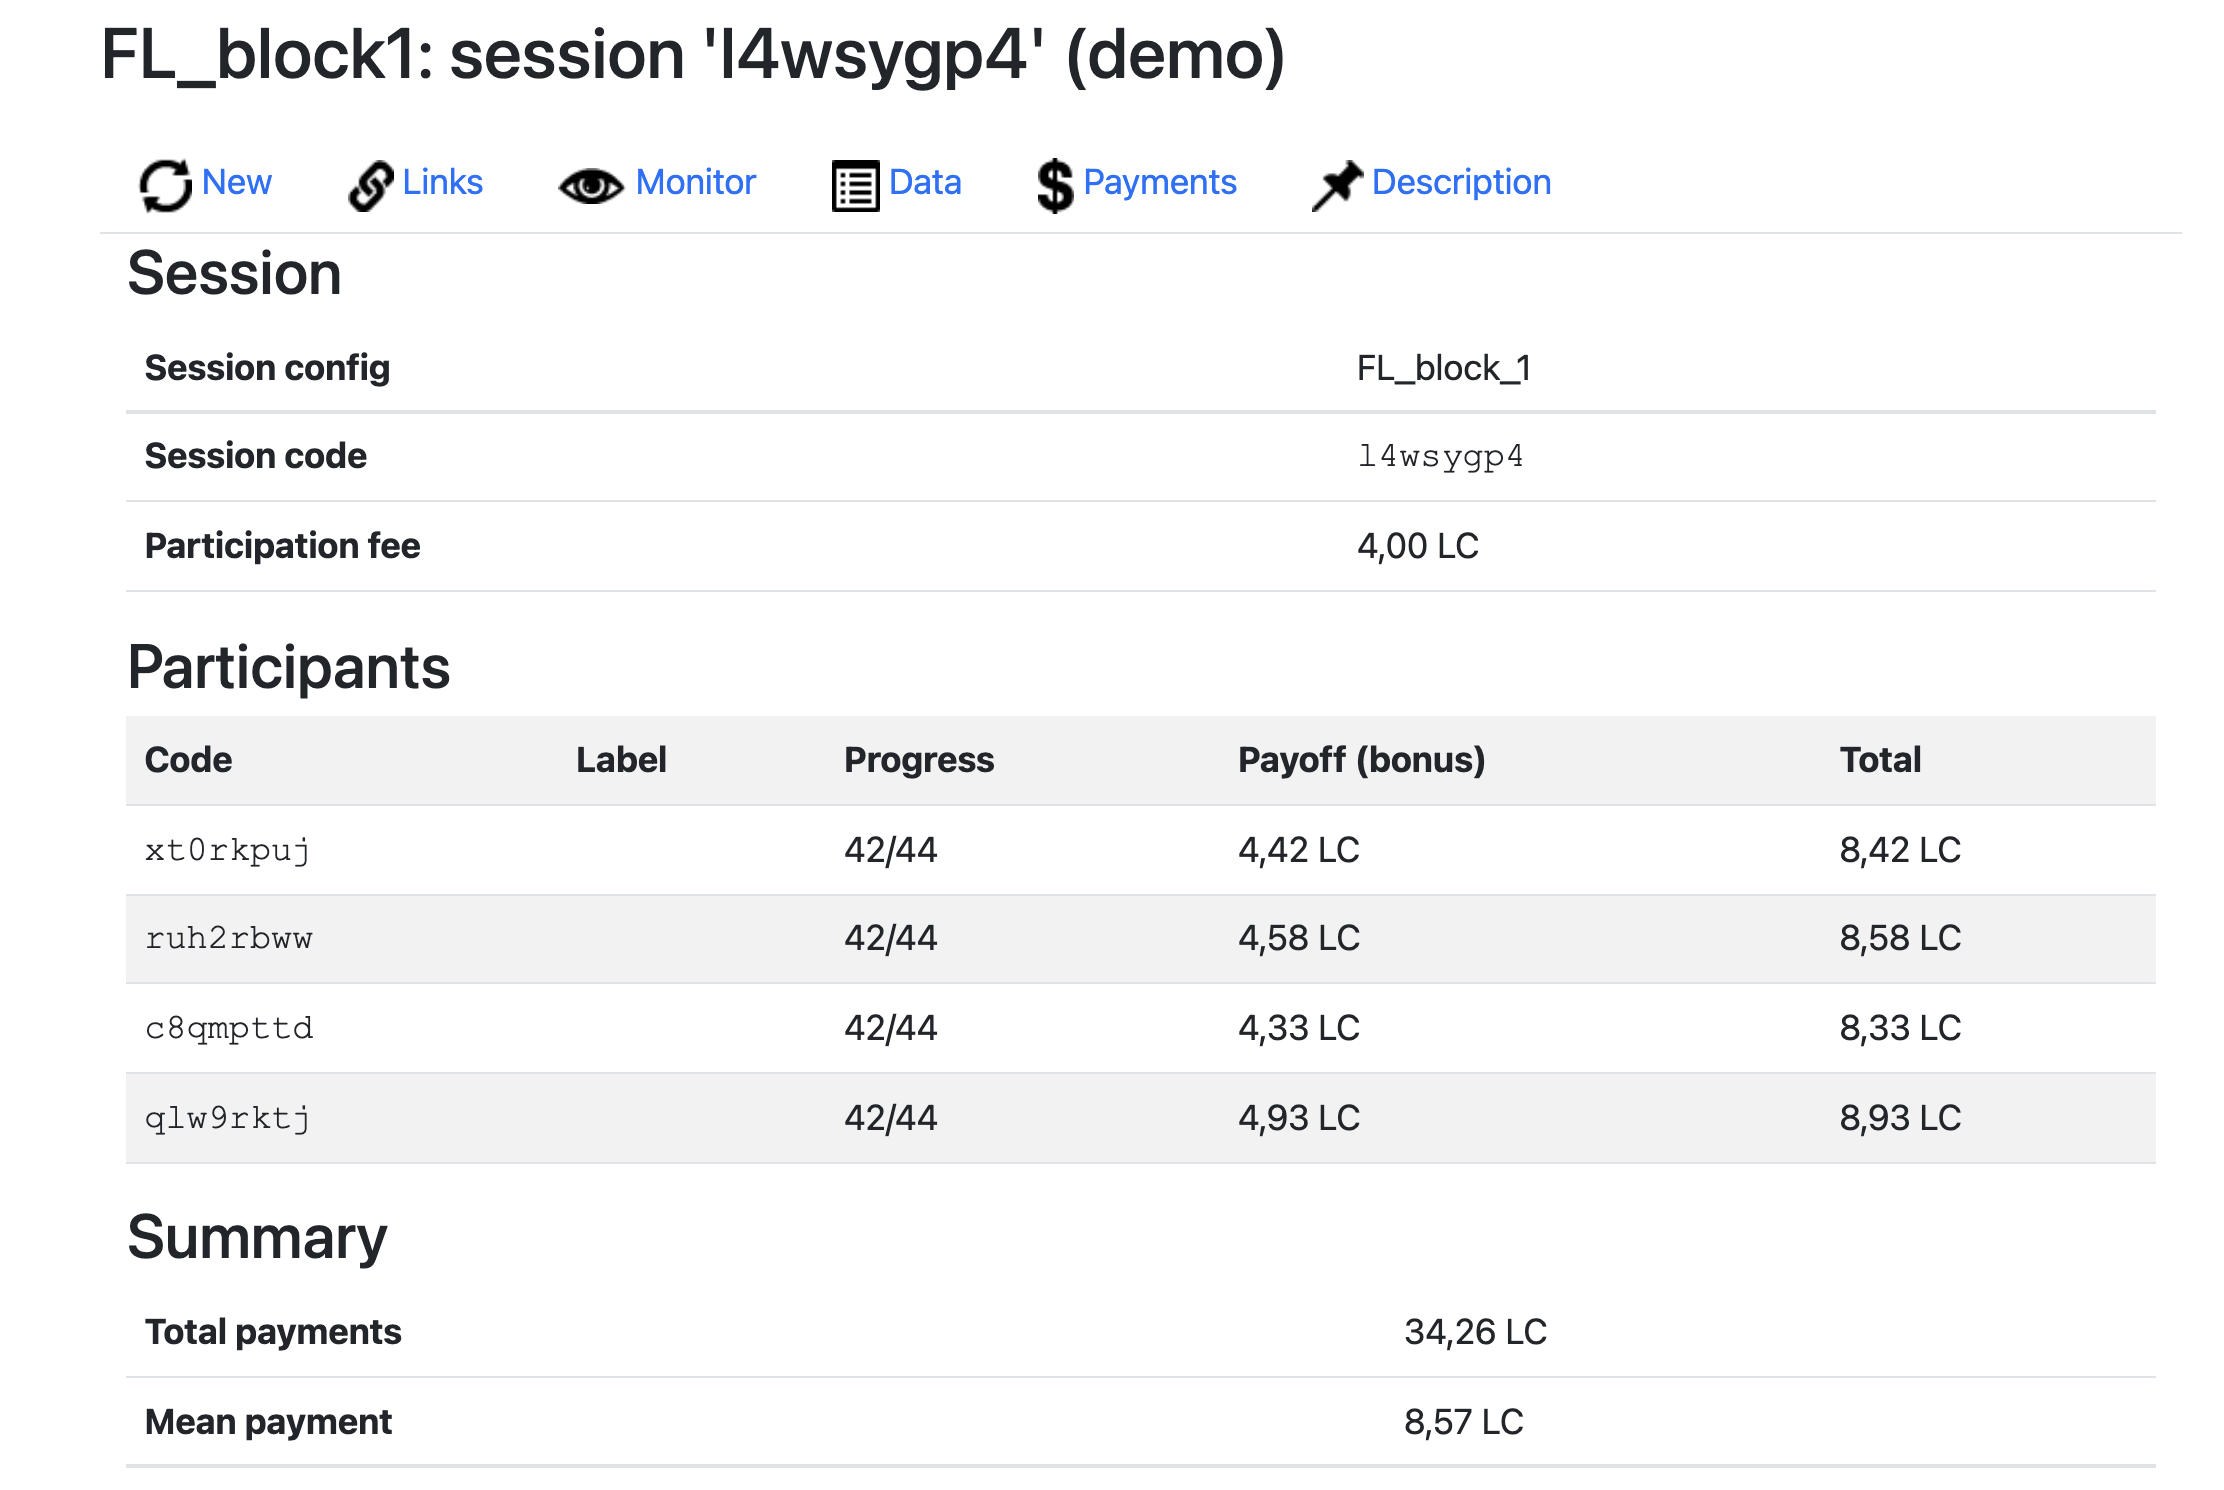 FL_block1: session 'l4wsygp4' (demo)
New Links Monitor Data Payments Description
Session
Session config FL_block_1
Session code l4wsygp4
Participation fee 4,00 LC
Participants
Code Label Progress Payoff (bonus) Total
xt0rkpuj 42/44 4,42 LC 8,42 LC
ruh2rbww 42/44 4,58 LC 8,58 LC
c8qmpttd 42/44 4,33 LC 8,33 LC
qlw9rktj 42/44 4,93 LC 8,93 LC
Summary
Total payments 34,26 LC
Mean payment 8,57 LC